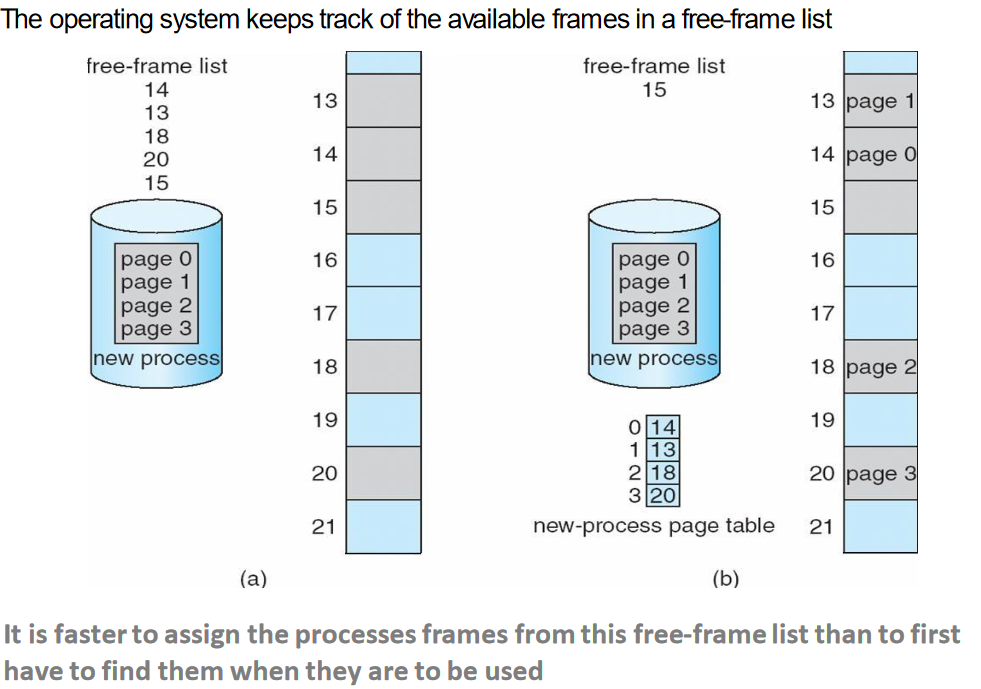 The operating system keeps track of the available frames in a free-frame list
free-frame list
14
13
18
20
15
page 0
page 1
page 2
page 3
new process
13
14
15
16
17
18
19
20
21
(a)
free-frame list
15
page 0
page 1
page 2
page 3
new process
0 14
1 13
2 18
3 20
new-process page table
13 page 1
14 page 0
15
16
17
18 page 2
19
20 page 3
21
(b)
It is faster to assign the processes frames from this free-frame list than to first
have to find them when they are to be used